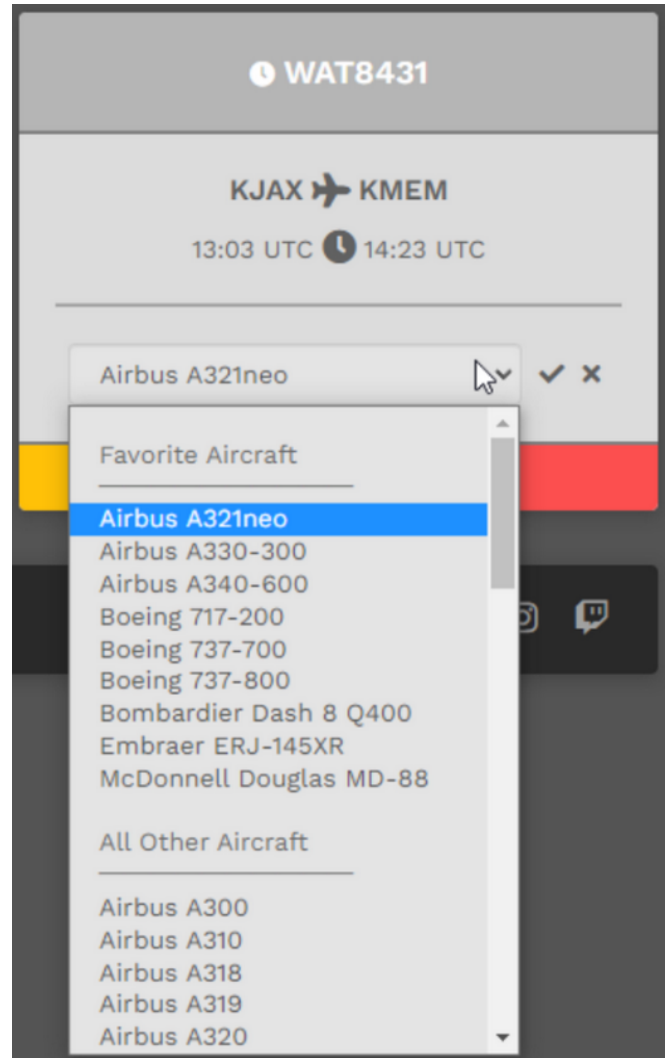 WAT8431
KJAX KMEM
13:03 UTC 14:23 UTC
Airbus A321neo
Favorite Aircraft
Airbus A321neo
Airbus A330-300
Airbus A340-600
Boeing 717-200
Boeing 737-700
Boeing 737-800
Bombardier Dash 8 Q400
Embraer ERJ-145XR
McDonnell Douglas MD-88
All Other Aircraft
Airbus A300
Airbus A310
Airbus A318
Airbus A319
Airbus A320